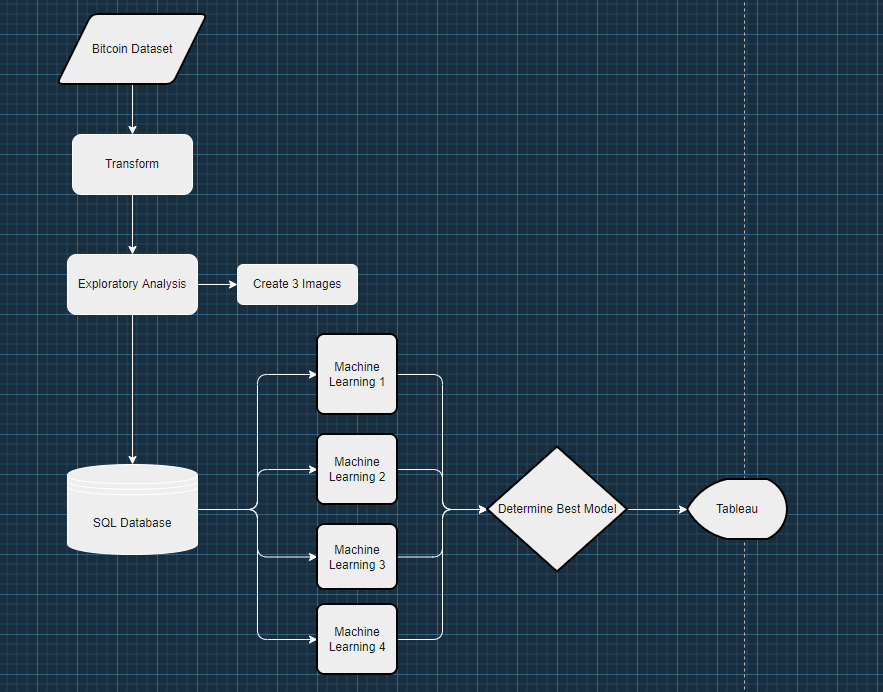 Bitcoin Dataset
Transform
Exploratory Analysis
Create 3 Images
Machine
Learning 1
Machine
Learning 2
SQL Database
Machine
Learning 3
Machine
Learning 4
Determine Best Model
Tableau